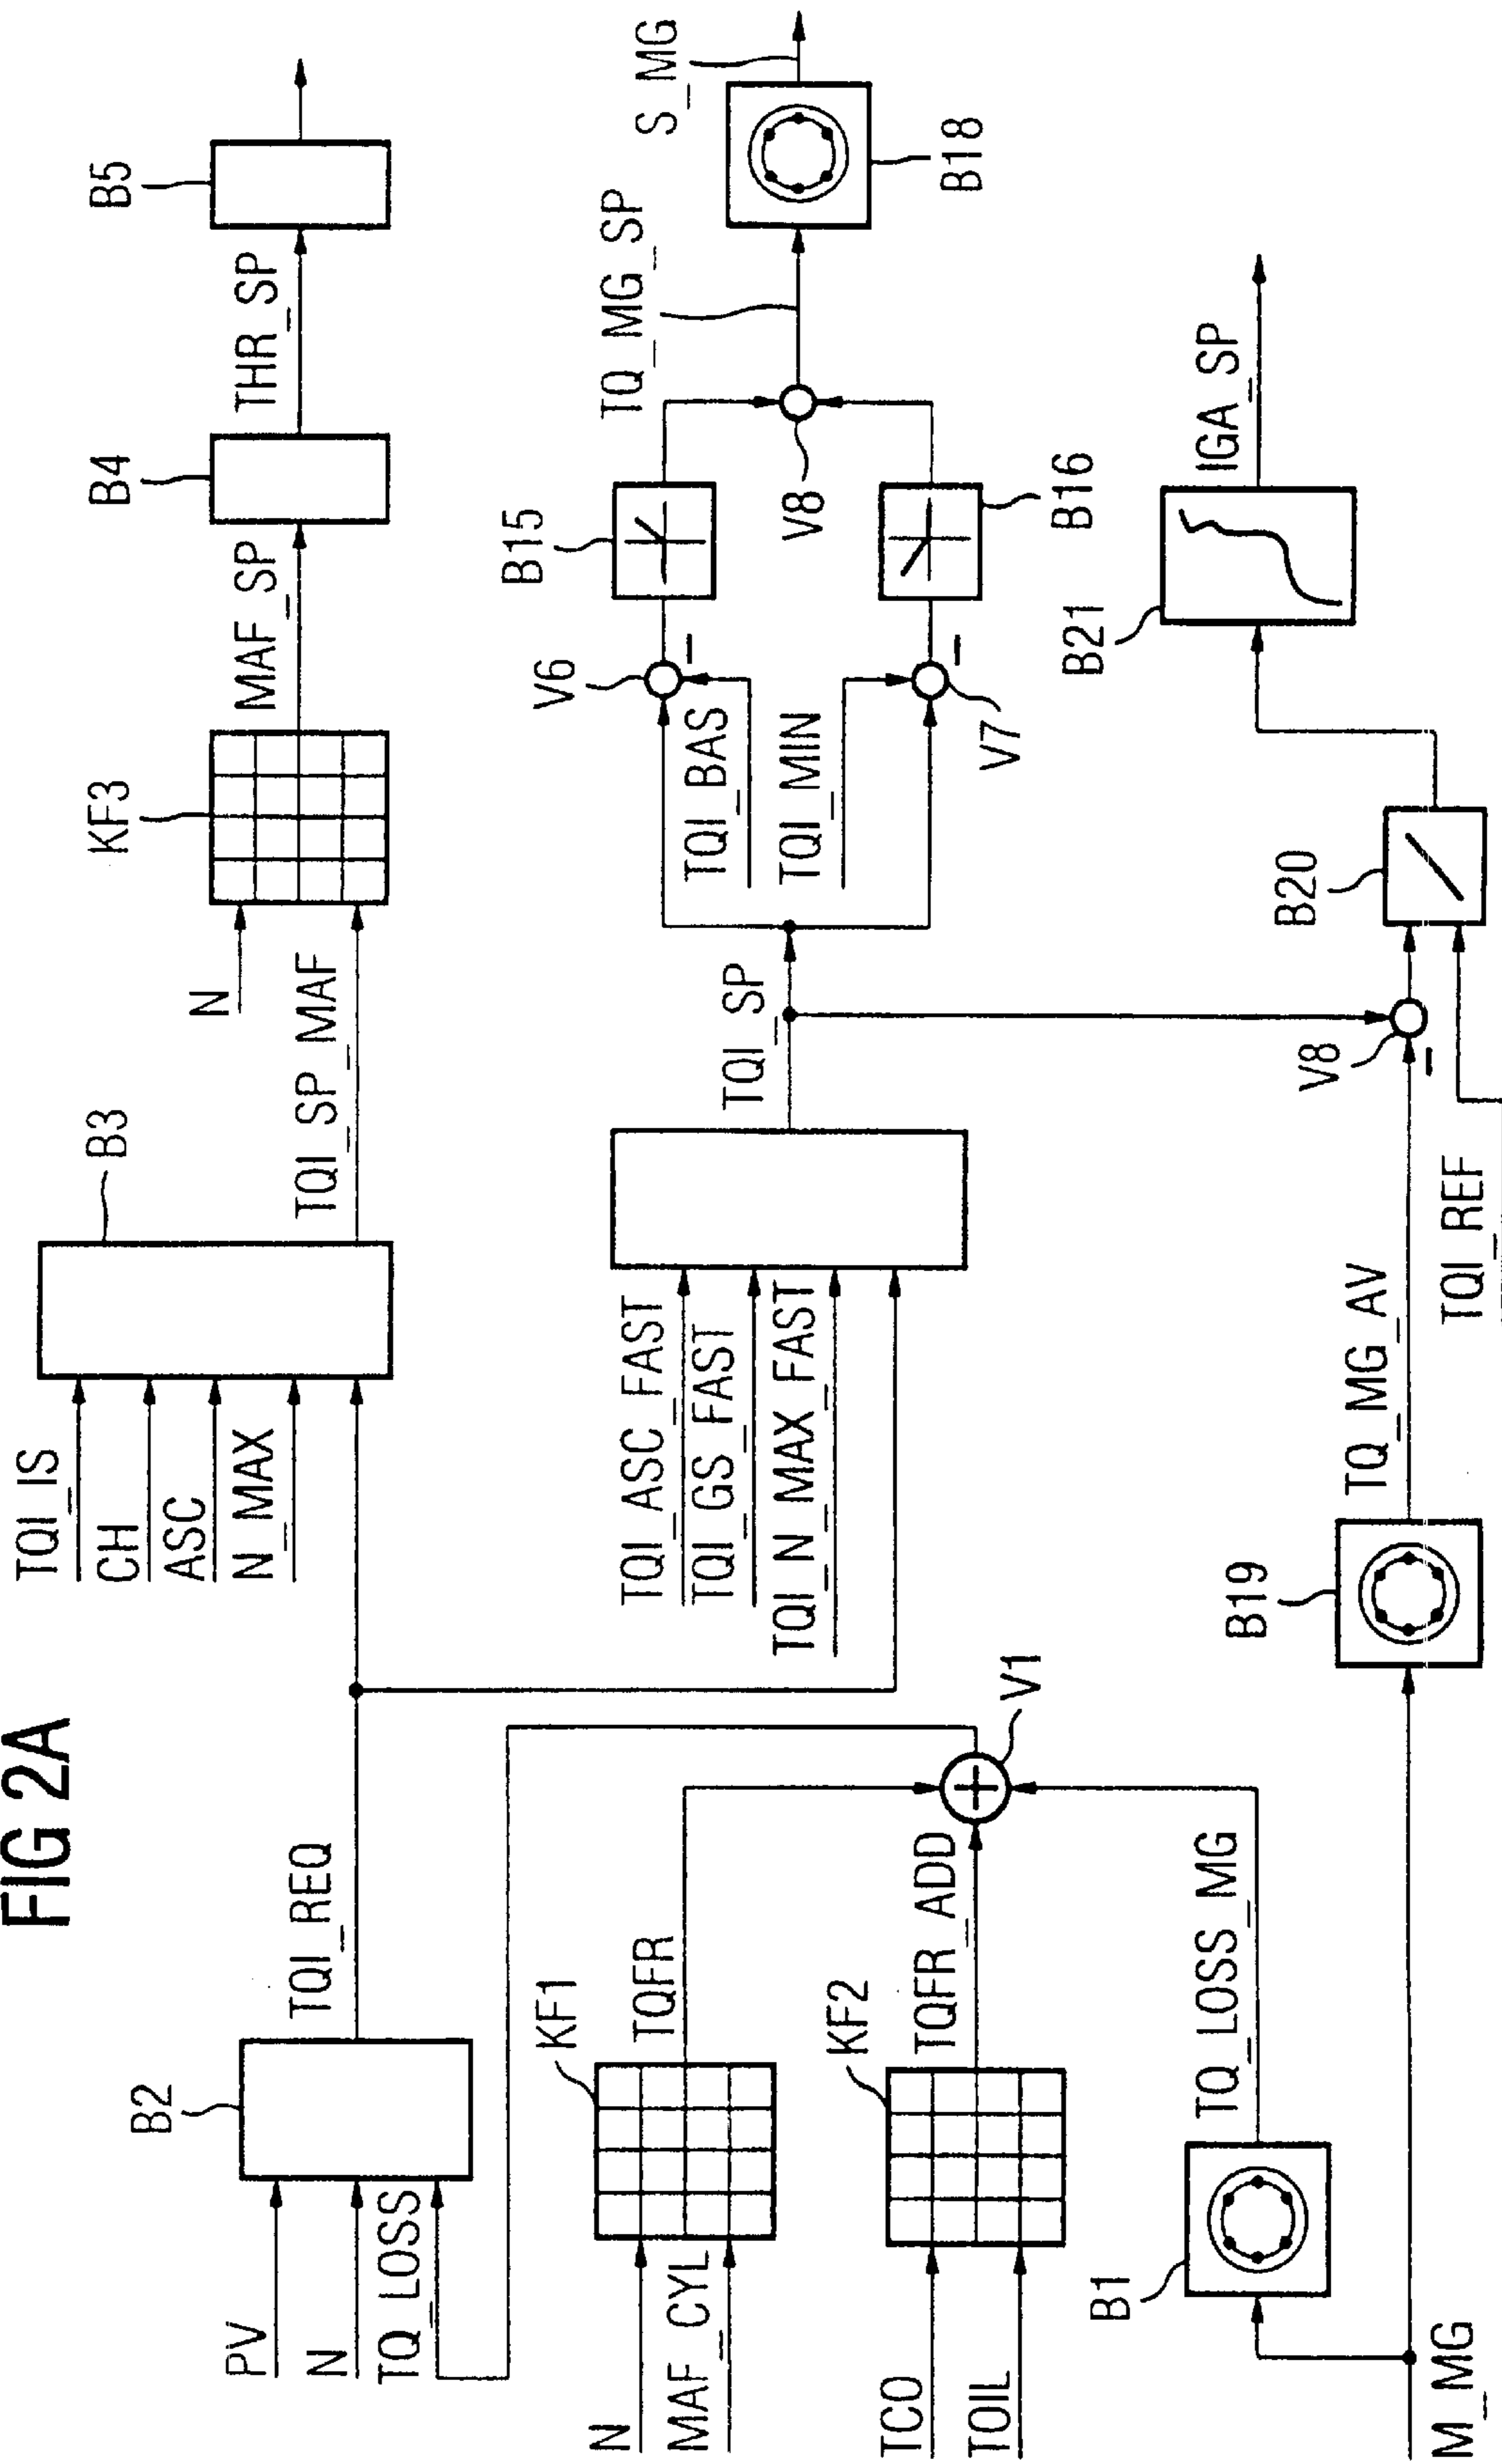 FIG 2A
PV
N
TQ_LOSS
B2
TQI_REQ
TQI_IS
CH
ASC
N_MAX
B3
TQI_SP_MAF
N
KF3
MAF_SP
B4
THR_SP
B5
N
MAF_CYL
KF1
TQFR
TCO
TOIL
KF2
TQFR_ADD
V1
B1
TQ_LOSS_MG
M_MG
TQI_ASC_FAST
TQI_GS_FAST
TQI_N_MAX_FAST
TQI_SP
TQI_BAS
TQI_MIN
V6
V7
B15
B16
V8
TQ_MG_SP
B18
S_MG
B19
TQ_MG_AV
TQI_REF
V8
B20
B21
IGA_SP